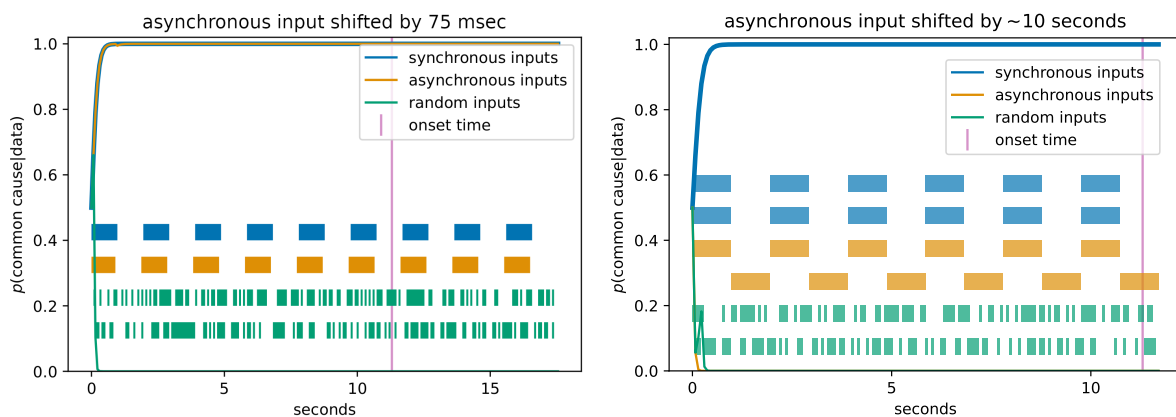 asynchronous input shifted by 75 msec
p(common cause|data)
1.0
0.8
0.6
0.4
0.2
0.0
synchronous inputs
asynchronous inputs
random inputs
onset time
0
5
10
15
seconds
asynchronous input shifted by ~10 seconds
p(common cause|data)
1.0
0.8
0.6
0.4
0.2
0.0
synchronous inputs
asynchronous inputs
random inputs
onset time
0
5
10
seconds